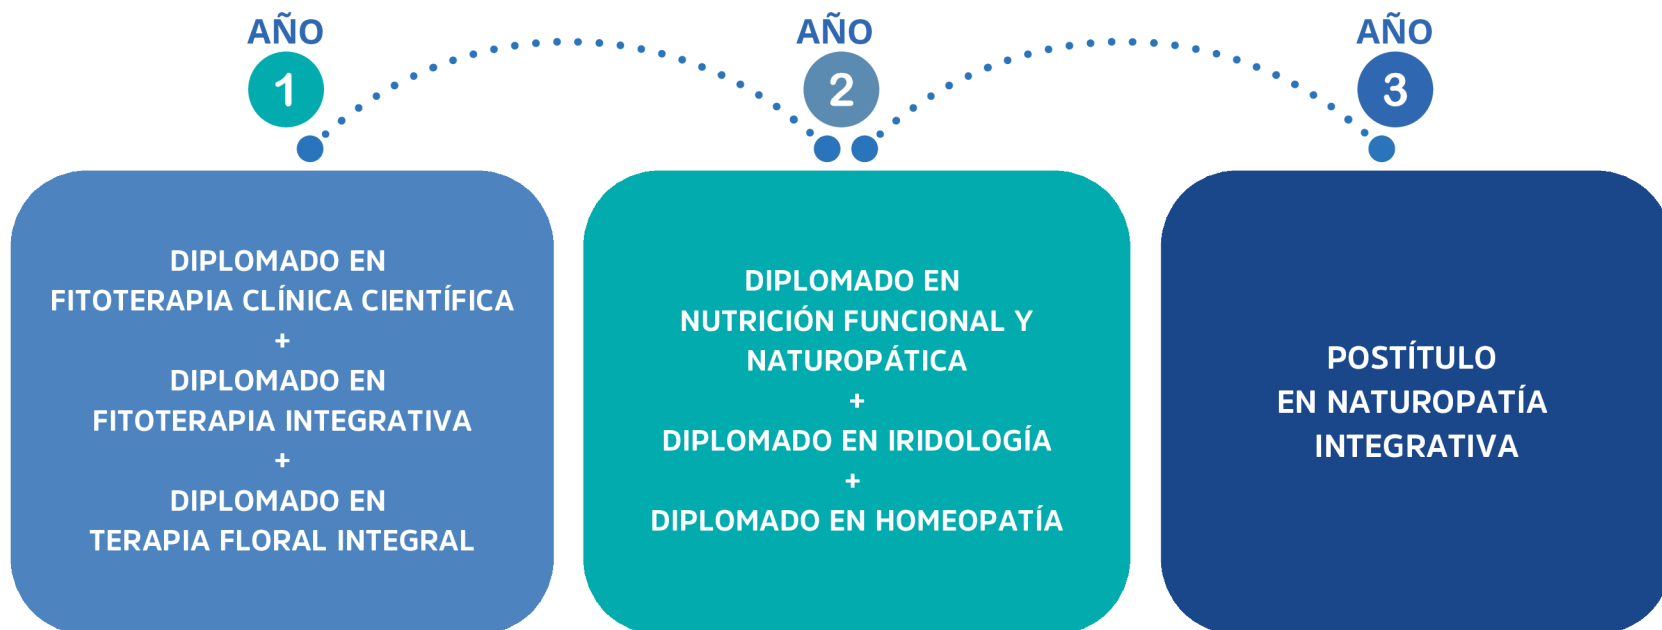 AÑO
1
DIPLOMADO EN
FITOTERAPIA CLÍNICA CIENTÍFICA
+
DIPLOMADO EN
FITOTERAPIA INTEGRATIVA
+
DIPLOMADO EN
TERAPIA FLORAL INTEGRAL
AÑO
2
DIPLOMADO EN
NUTRICIÓN FUNCIONAL Y
NATUROPÁTICA
+
DIPLOMADO EN IRIDOLOGÍA
+
DIPLOMADO EN HOMEOPATÍA
AÑO
3
POSTÍTULO
EN NATUROPATÍA
INTEGRATIVA